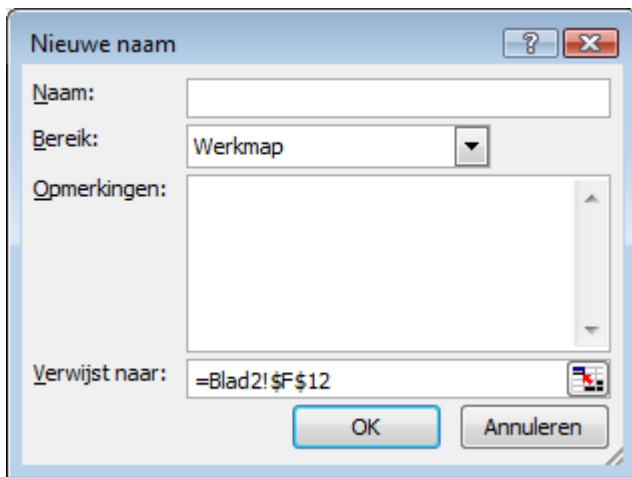 Nieuwe naam
Naam:
Bereik: Werkmap
Opmerkingen:
Verwijst naar: =Blad2!$F$12
OK Annuleren